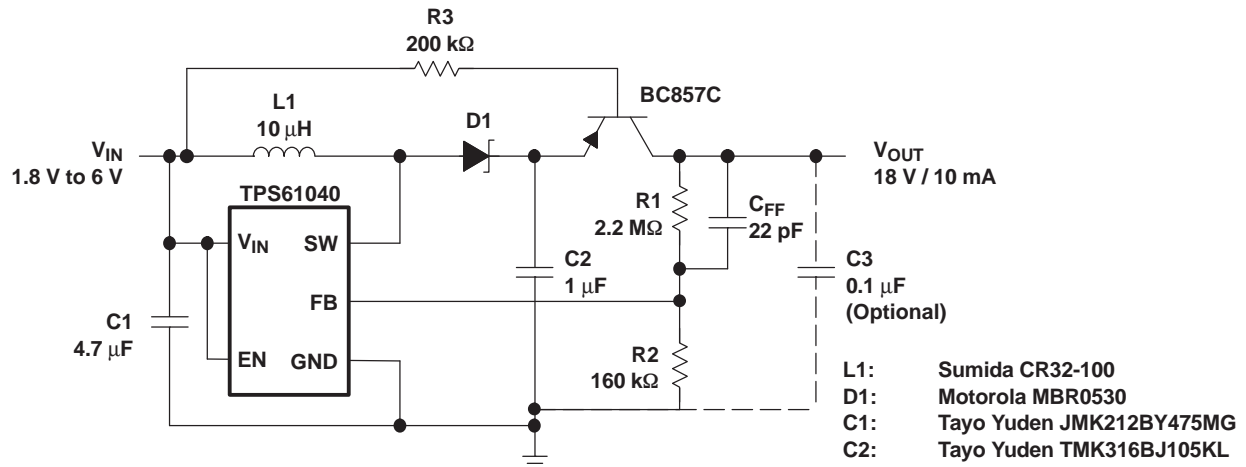 R3
200 kΩ
BC857C
L1
10 μH
D1
VIN
1.8 V to 6 V
VOUT
18 V / 10 mA
TPS61040
R1
2.2 MΩ
CFF
22 pF
VIN
SW
C2
1 μF
C3
0.1 μF
(Optional)
FB
C1
4.7 μF
EN
GND
R2
160 kΩ
L1: Sumida CR32-100
D1: Motorola MBR0530
C1: Tayo Yuden JMK212BY475MG
C2: Tayo Yuden TMK316BJ105KL